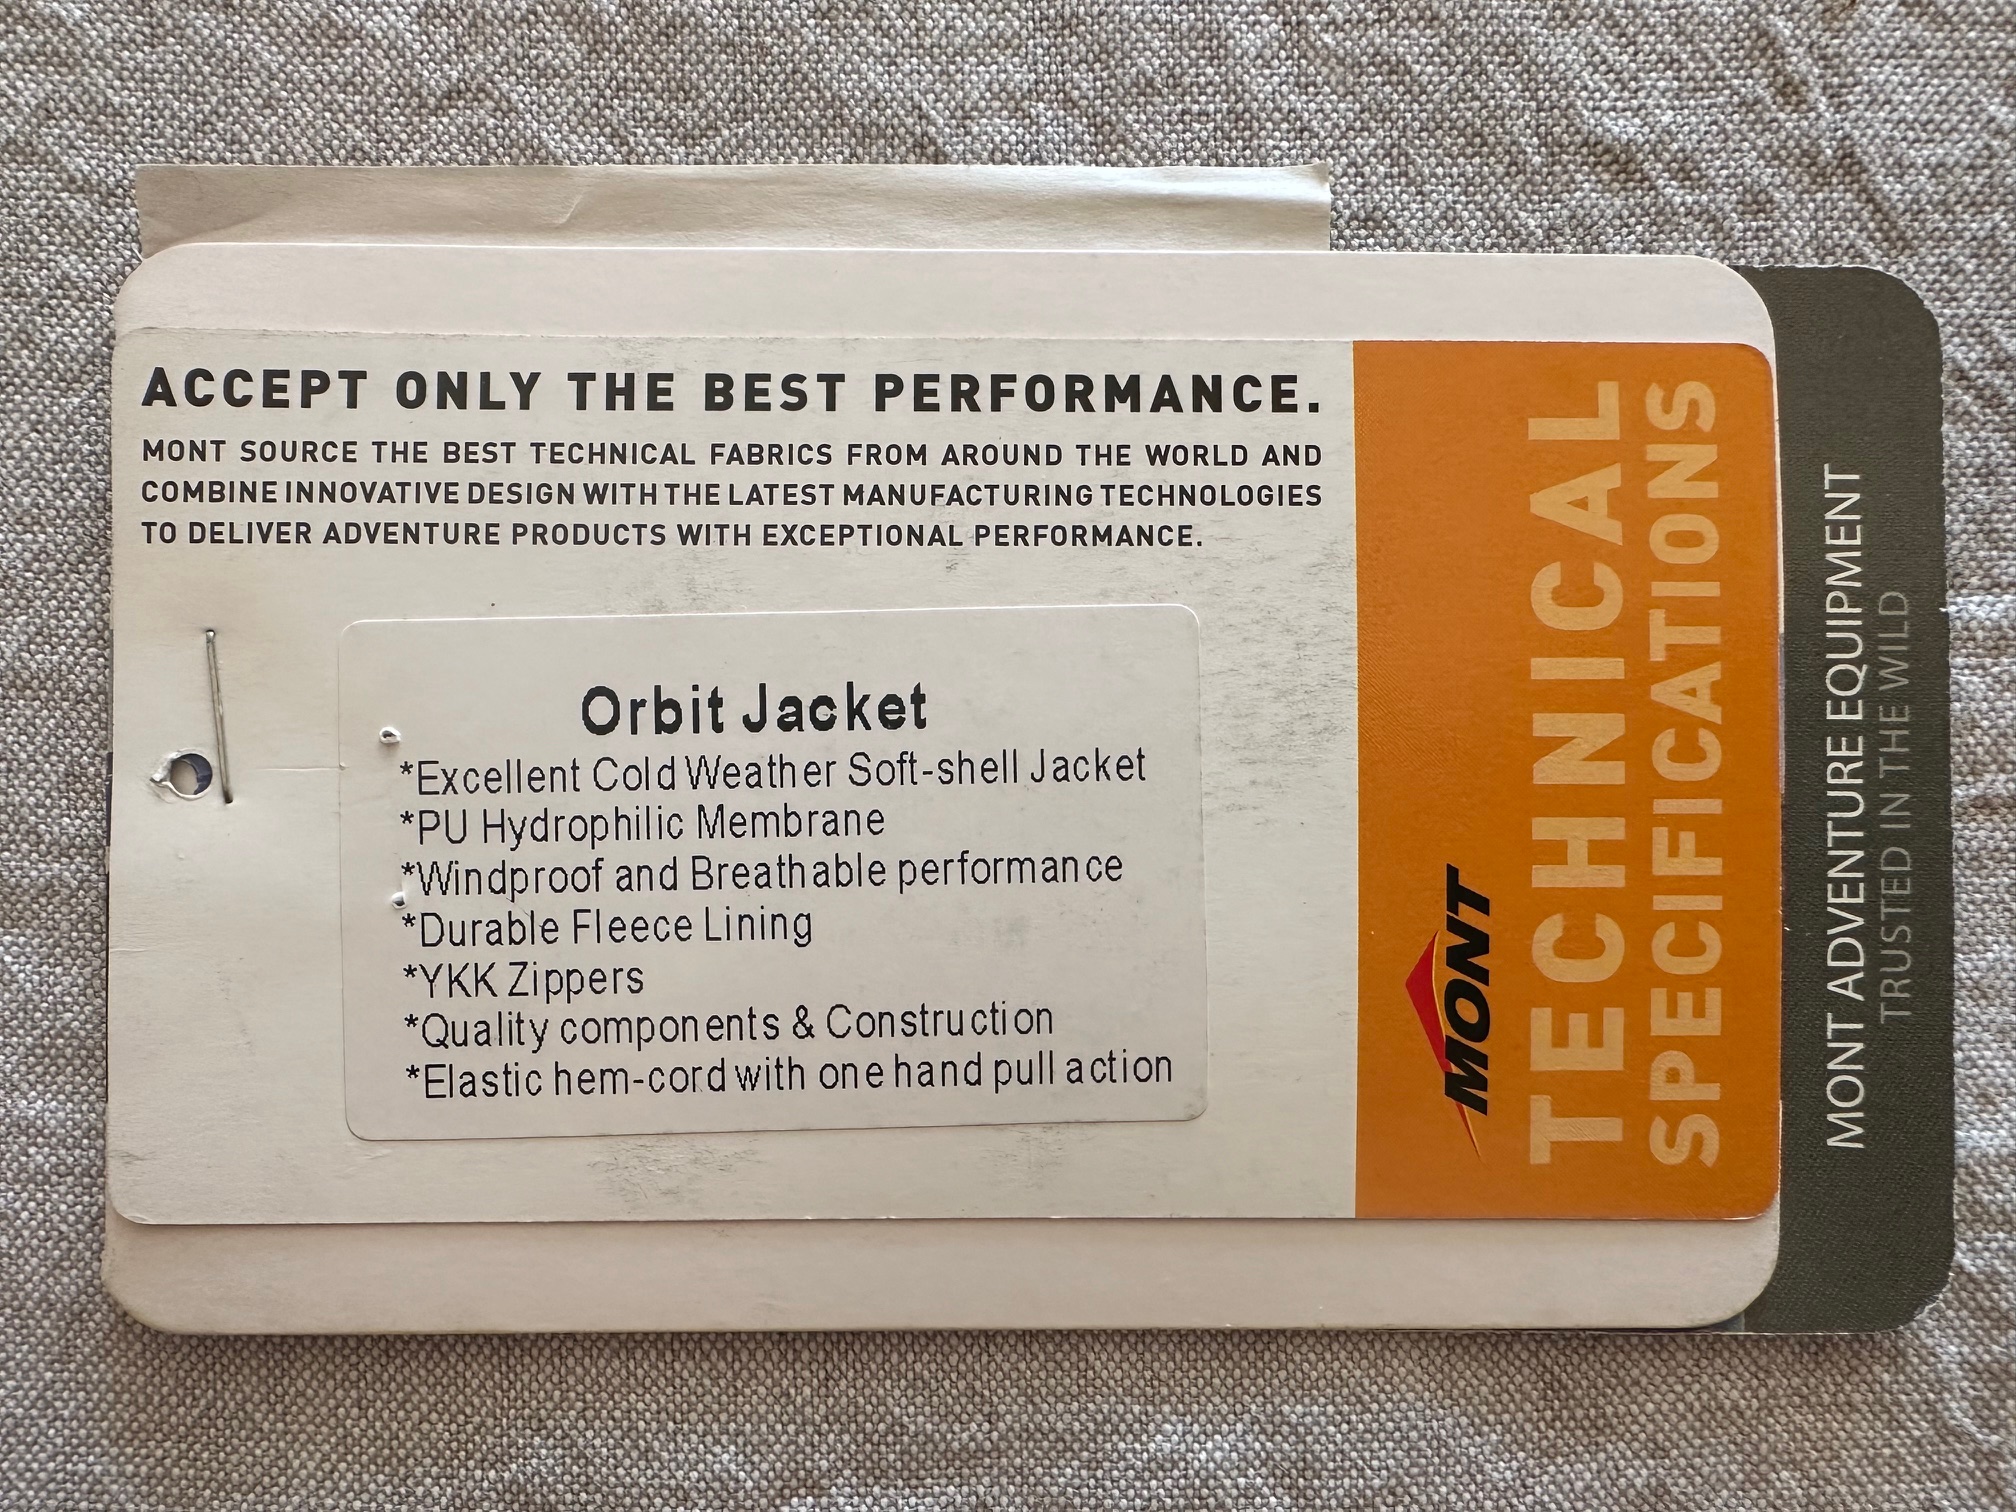 ACCEPT ONLY THE BEST PERFORMANCE.
MONT SOURCE THE BEST TECHNICAL FABRICS FROM AROUND THE WORLD AND
COMBINE INNOVATIVE DESIGN WITH THE LATEST MANUFACTURING TECHNOLOGIES
TO DELIVER ADVENTURE PRODUCTS WITH EXCEPTIONAL PERFORMANCE.
Orbit Jacket
*Excellent Cold Weather Soft-shell Jacket
*PU Hydrophilic Membrane
*Windproof and Breathable performance
*Durable Fleece Lining
*YKK Zippers
*Quality components & Construction
*Elastic hem-cord with one hand pull action
MONT
TECHNICAL
SPECIFICATIONS
MONT ADVENTURE EQUIPMENT
TRUSTED IN THE WILD